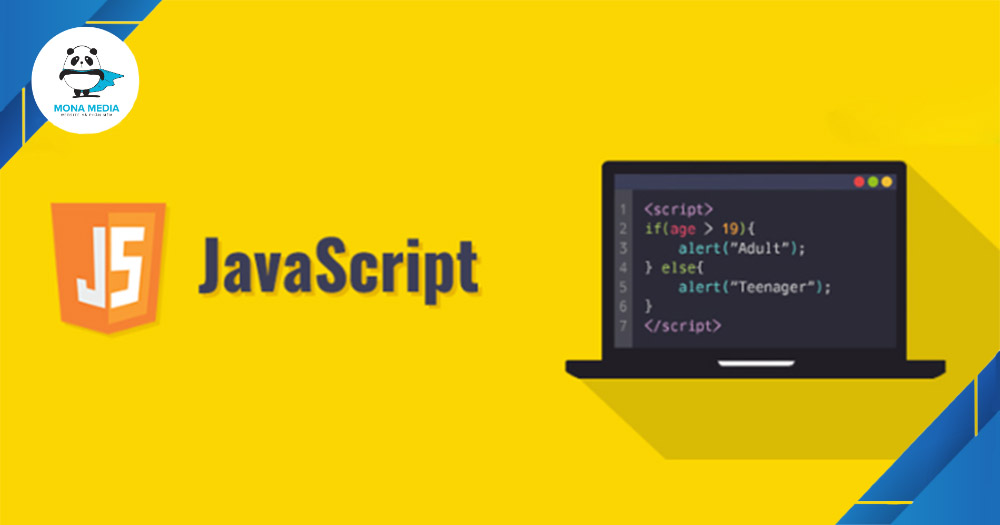 MONA MEDIA
JS
JavaScript
1 <script>
2 if(age > 19){
3 alert("Adult");
4 } else{
5 alert("Teenager");
6 }
7 </script>